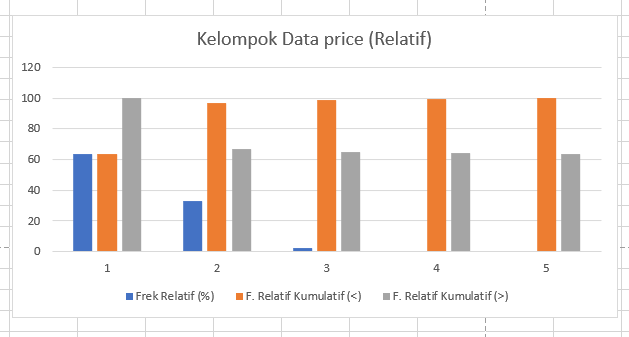 Kelompok Data price (Relatif)
120
100
80
60
40
20
0
1 2 3 4 5
Frek Relatif (%) F. Relatif Kumulatif (<) F. Relatif Kumulatif (>)